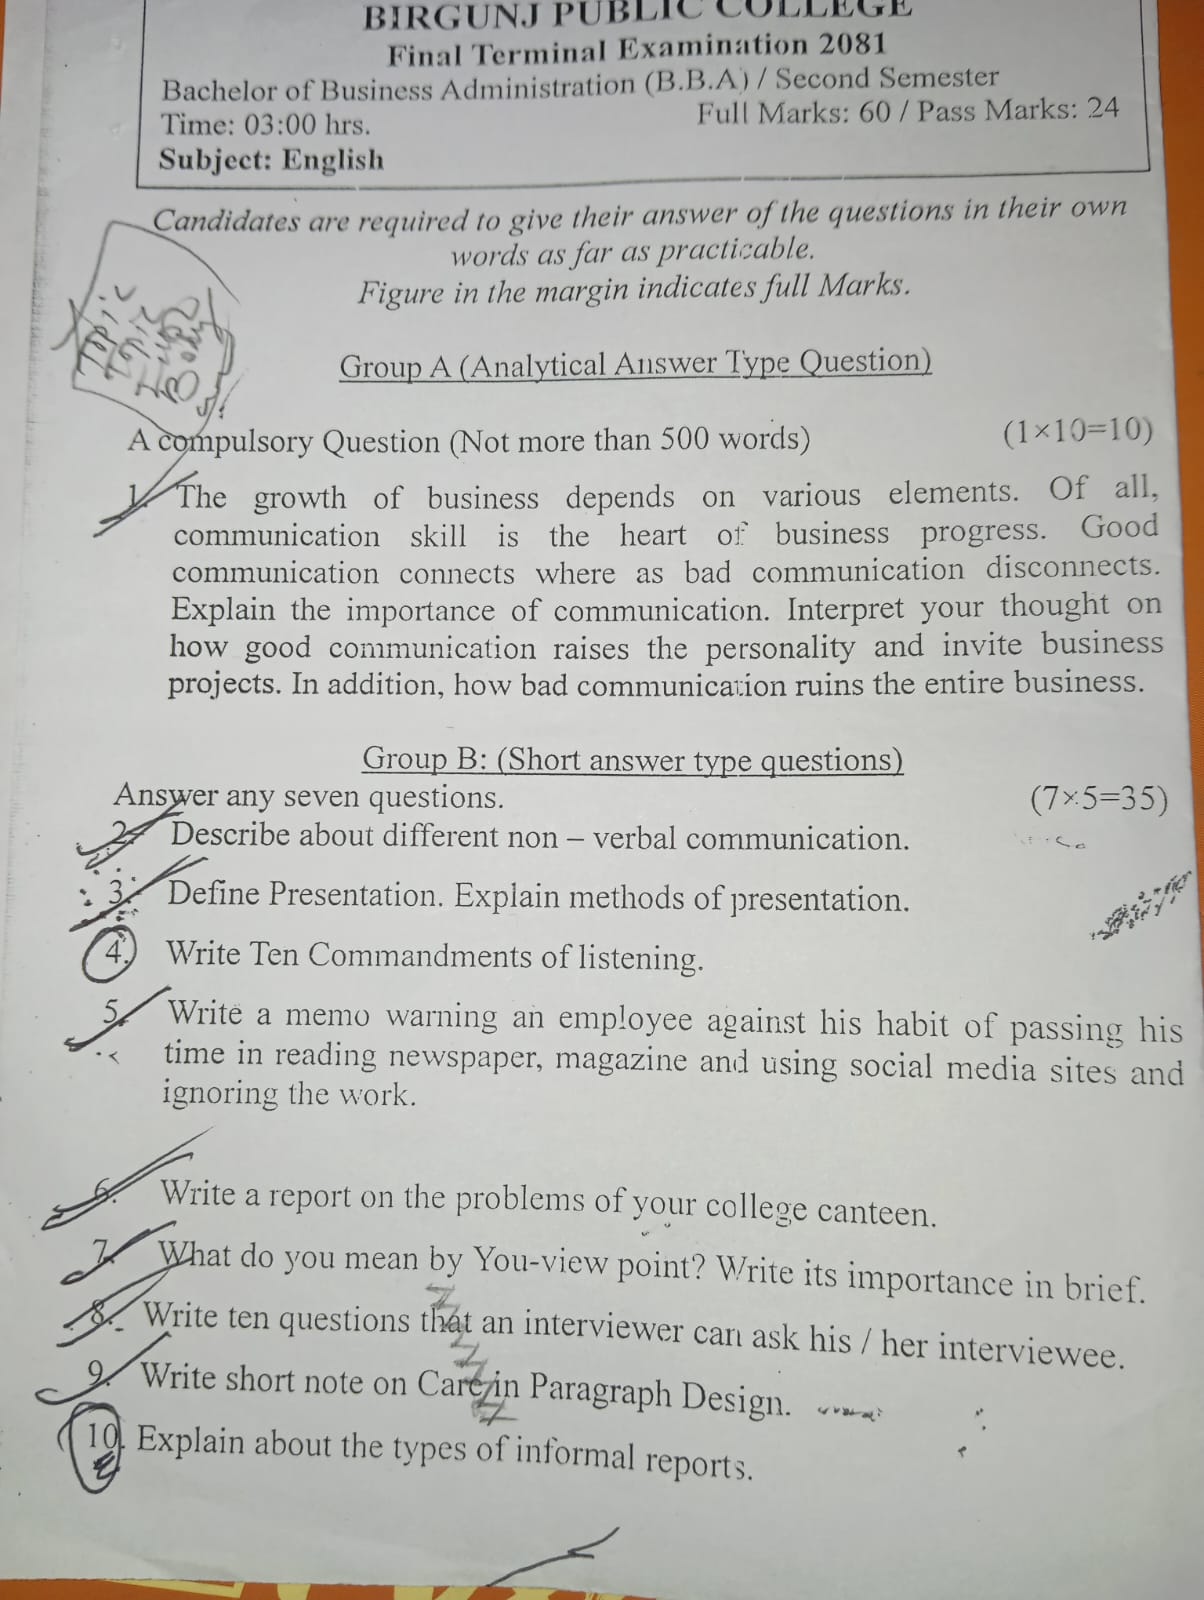 BIRGUNJ PUBLIC COLLEGE
Final Terminal Examination 2081
Bachelor of Business Administration (B.B.A) / Second Semester
Time: 03:00 hrs. Full Marks: 60 / Pass Marks: 24
Subject: English
Candidates are required to give their answer of the questions in their own
words as far as practicable.
Figure in the margin indicates full Marks.
Topic
Group A (Analytical Answer Type Question)
A compulsory Question (Not more than 500 words) (1×10=10)
1. The growth of business depends on various elements. Of all,
communication skill is the heart of business progress. Good
communication connects where as bad communication disconnects.
Explain the importance of communication. Interpret your thought on
how good communication raises the personality and invite business
projects. In addition, how bad communication ruins the entire business.
Group B: (Short answer type questions)
Answer any seven questions. (7×5=35)
2. Describe about different non – verbal communication.
3. Define Presentation. Explain methods of presentation.
4. Write Ten Commandments of listening.
5. Write a memo warning an employee against his habit of passing his
time in reading newspaper, magazine and using social media sites and
ignoring the work.
6. Write a report on the problems of your college canteen.
7. What do you mean by You-view point? Write its importance in brief.
8. Write ten questions that an interviewer can ask his / her interviewee.
9. Write short note on Care in Paragraph Design.
10. Explain about the types of informal reports.